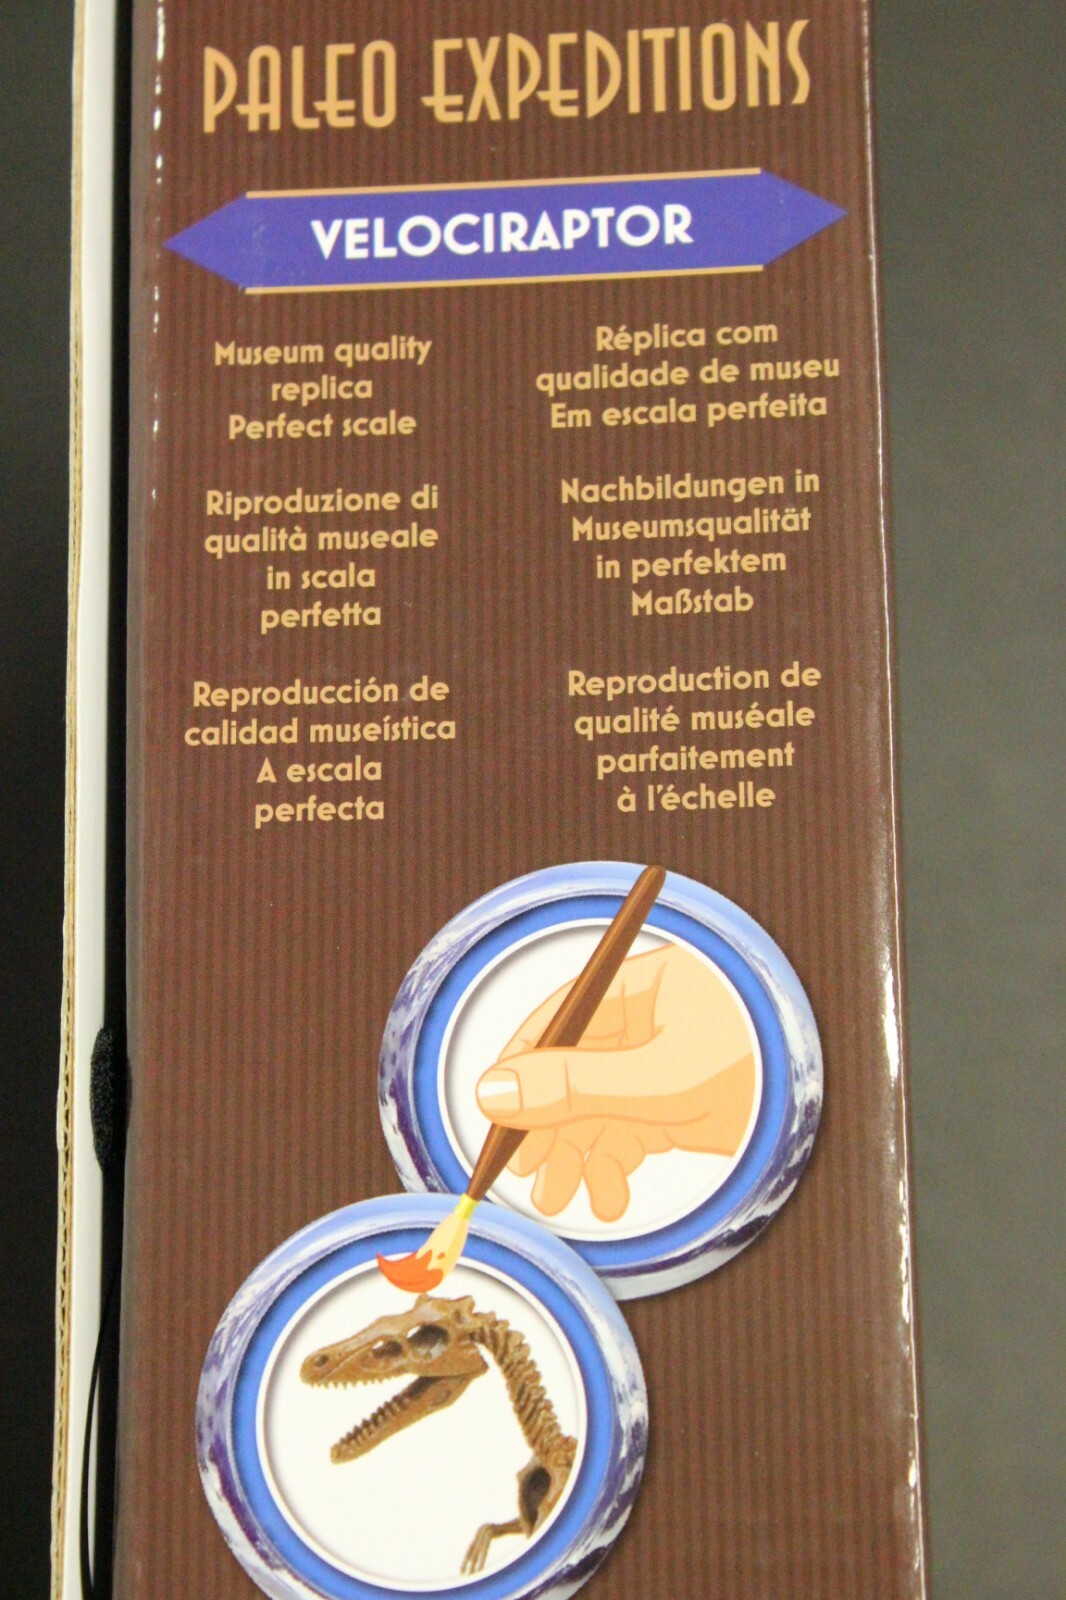 PALEO EXPEDITIONS
VELOCIRAPTOR
Museum quality
replica
Perfect scale
Réplica com
qualidade de museu
Em escala perfeita
Riproduzione di
qualità museale
in scala
perfetta
Nachbildungen in
Museumsqualität
in perfektem
Maßstab
Reproducción de
calidad museística
A escala
perfecta
Reproduction de
qualité muséale
parfaitement
à l'échelle